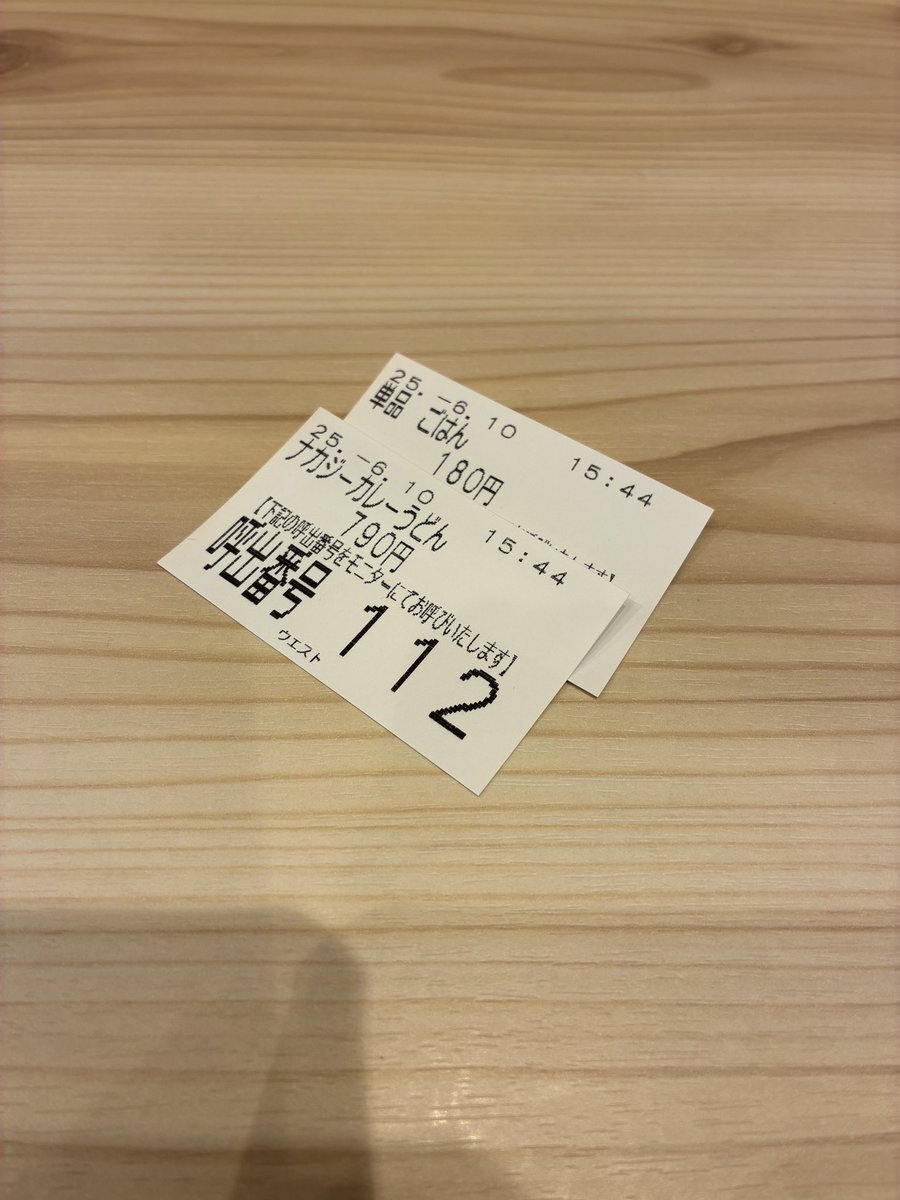 25.-6.10 15:44
単品 ごはん
180円
25.-6.10 15:44
ナカジーカレーうどん
790円
【下記の呼出番号をモニターにてお呼びいたします】
呼出番号 112
ウエスト